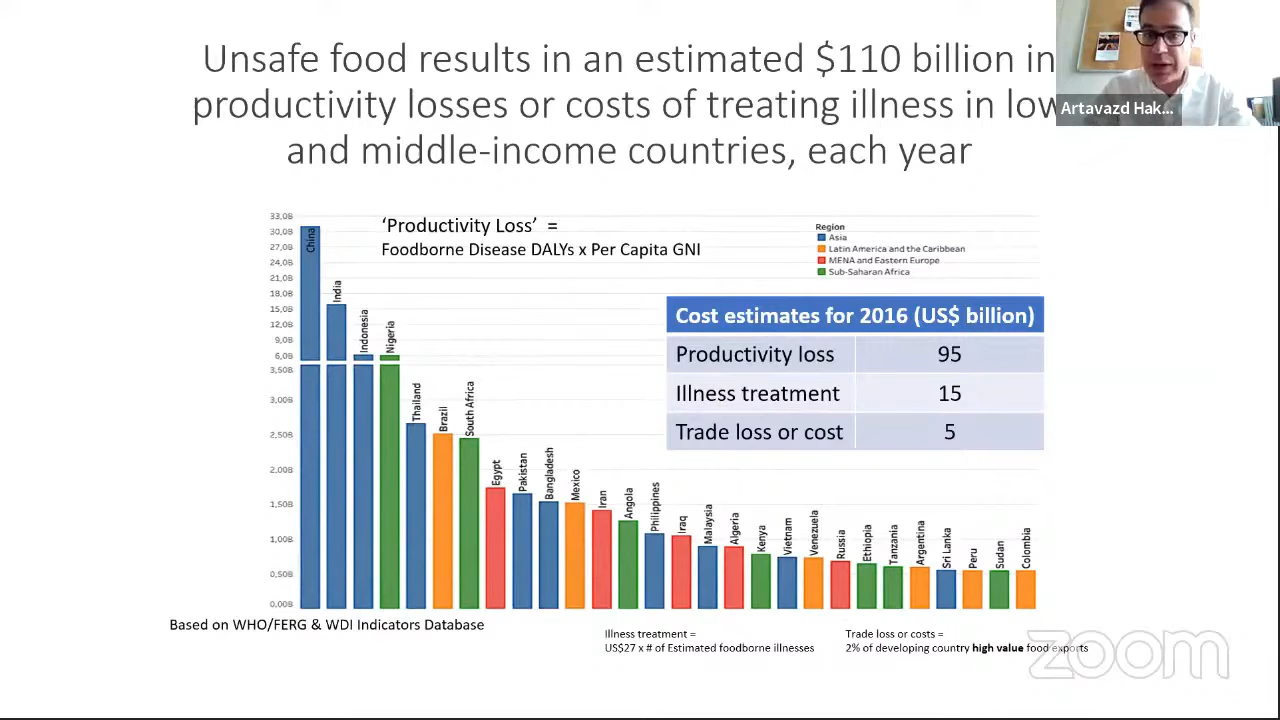 Unsafe food results in an estimated $110 billion in
productivity losses or costs of treating illness in low
and middle-income countries, each year
Artavazd Hak...
33,0B
30,0B
27,0B
24,0B
21,0B
18,0B
15,0B
12,0B
9,0B
6,0B
3,50B
3,00B
2,50B
2,00B
1,50B
1,00B
0,50B
0,00B
'Productivity Loss' =
Foodborne Disease DALYs x Per Capita GNI
Region
Asia
Latin America and the Caribbean
MENA and Eastern Europe
Sub-Saharan Africa
Cost estimates for 2016 (US$ billion)
Productivity loss 95
Illness treatment 15
Trade loss or cost 5
China
India
Indonesia
Nigeria
Thailand
Brazil
South Africa
Egypt
Pakistan
Bangladesh
Mexico
Iran
Angola
Philippines
Iraq
Malaysia
Algeria
Kenya
Vietnam
Venezuela
Russia
Ethiopia
Tanzania
Argentina
Sri Lanka
Peru
Sudan
Colombia
Based on WHO/FERG & WDI Indicators Database
Illness treatment =
US$27 x # of Estimated foodborne illnesses
Trade loss or costs =
2% of developing country high value food exports
zoom